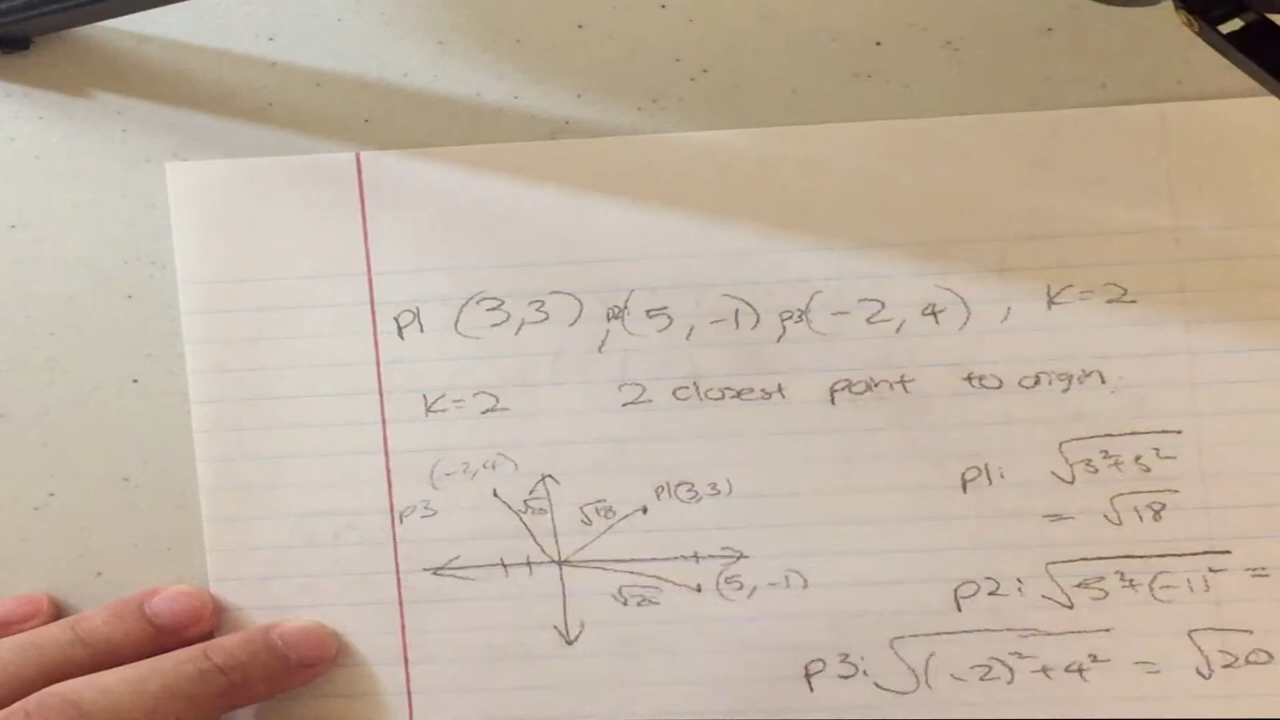 p1 (3,3), p2(5,-1), p3(-2,4), K=2
K=2 2 closest point to origin.
(-2,4)
p3
√20
√18
p1(3,3)
(5,-1)
p1: √3²+3²
= √18
p2: √5²+(-1)² =
p3: √(-2)²+4² = √20